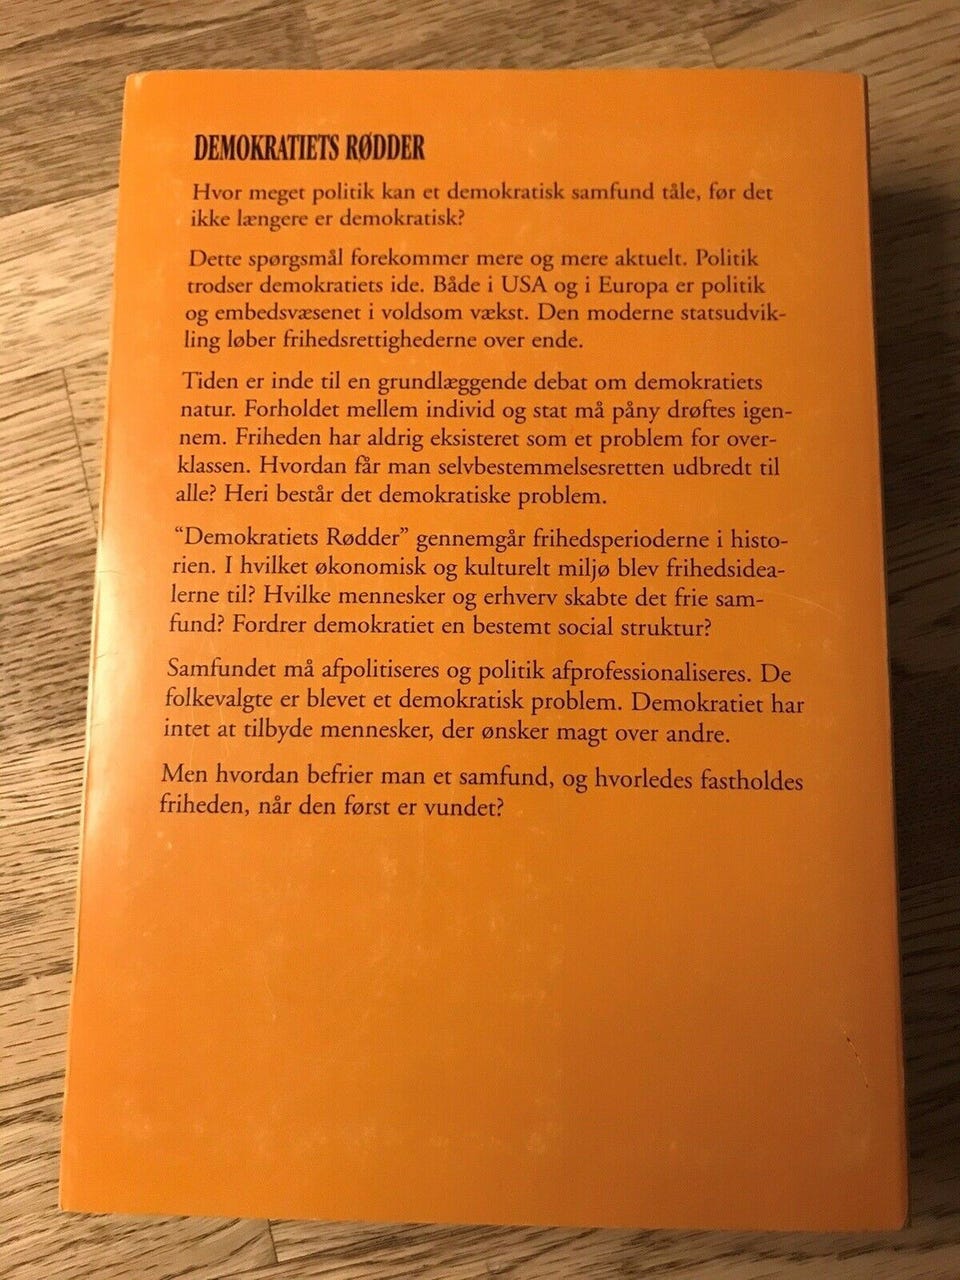 DEMOKRATIETS RØDDER
Hvor meget politik kan et demokratisk samfund tåle, før det
ikke længere er demokratisk?
Dette spørgsmål forekommer mere og mere aktuelt. Politik
trodser demokratiets ide. Både i USA og i Europa er politik
og embedsvæsenet i voldsom vækst. Den moderne statsudvik-
ling løber frihedsrettighederne over ende.
Tiden er inde til en grundlæggende debat om demokratiets
natur. Forholdet mellem individ og stat må påny drøftes igen-
nem. Friheden har aldrig eksisteret som et problem for over-
klassen. Hvordan får man selvbestemmelsesretten udbredt til
alle? Heri består det demokratiske problem.
“Demokratiets Rødder” gennemgår frihedsperioderne i histo-
rien. I hvilket økonomisk og kulturelt miljø blev frihedsidea-
lerne til? Hvilke mennesker og erhverv skabte det frie sam-
fund? Fordrer demokratiet en bestemt social struktur?
Samfundet må afpolitiseres og politik afprofessionaliseres. De
folkevalgte er blevet et demokratisk problem. Demokratiet har
intet at tilbyde mennesker, der ønsker magt over andre.
Men hvordan befrier man et samfund, og hvorledes fastholdes
friheden, når den først er vundet?